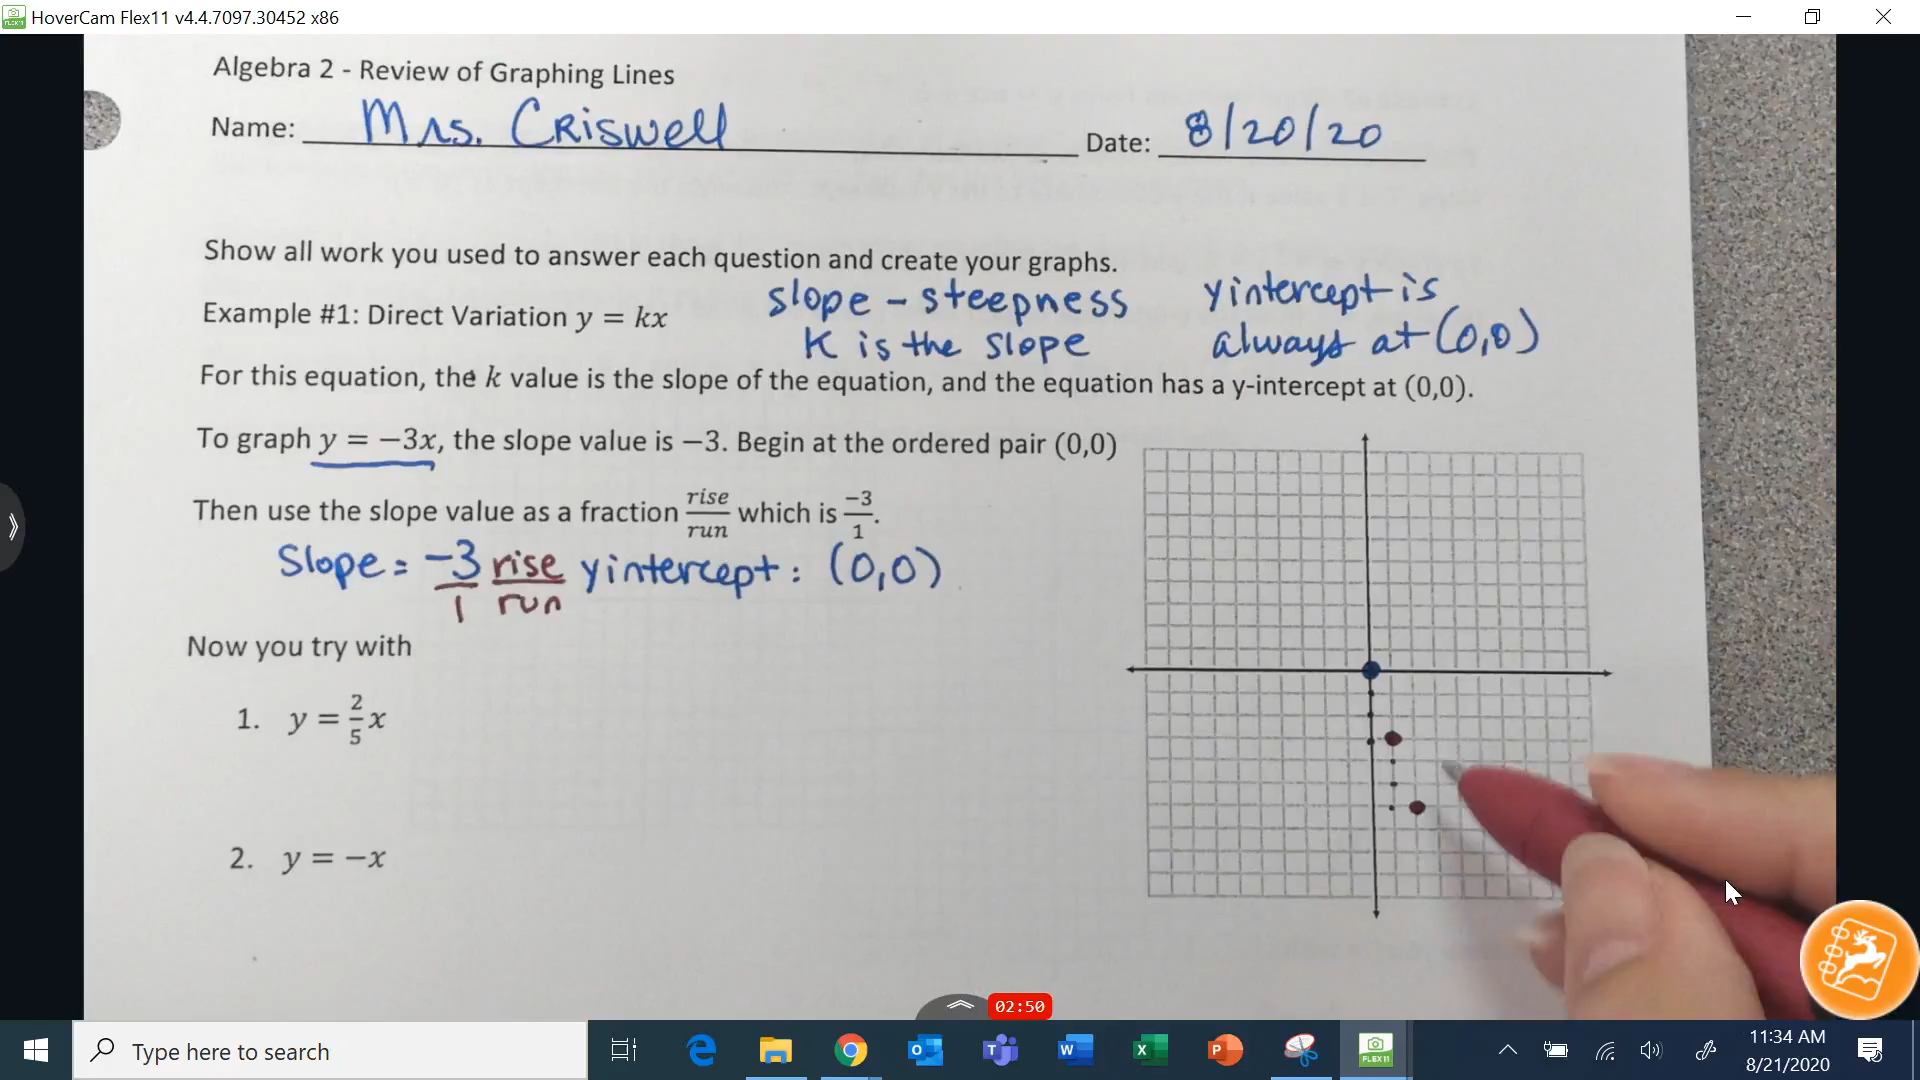 HoverCam Flex11 v4.4.7097.30452 x86
Algebra 2 - Review of Graphing Lines
Name: Mrs. Criswell Date: 8/20/20
Show all work you used to answer each question and create your graphs.
slope - steepness yintercept is
Example #1: Direct Variation y = kx
K is the slope always at (0,0)
For this equation, the k value is the slope of the equation, and the equation has a y-intercept at (0,0).
To graph y = −3x, the slope value is −3. Begin at the ordered pair (0,0)
Then use the slope value as a fraction rise/run which is −3/1.
Slope = -3/1 rise/run yintercept: (0,0)
Now you try with
1. y = 2/5 x
2. y = −x
02:50
Type here to search
11:34 AM
8/21/2020